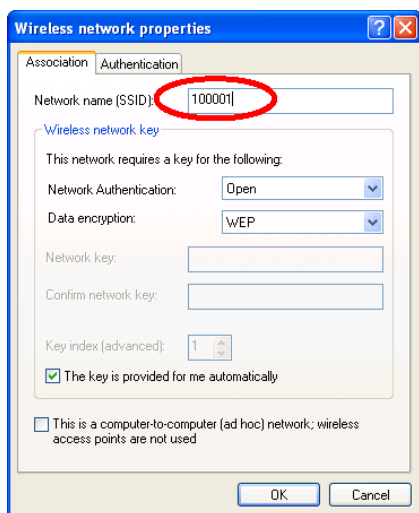 Wireless network properties
Association Authentication
Network name (SSID): 100001
Wireless network key
This network requires a key for the following:
Network Authentication: Open
Data encryption: WEP
Network key:
Confirm network key:
Key index (advanced): 1
The key is provided for me automatically
This is a computer-to-computer (ad hoc) network; wireless
access points are not used
OK Cancel